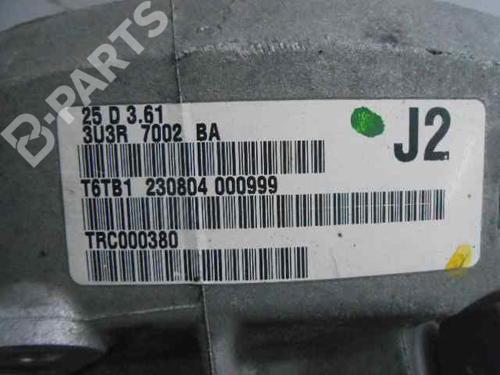 B-PARTS
25 D 3.61
3U3R 7002 BA
J2
T6TB1 230804 000999
TRC000380